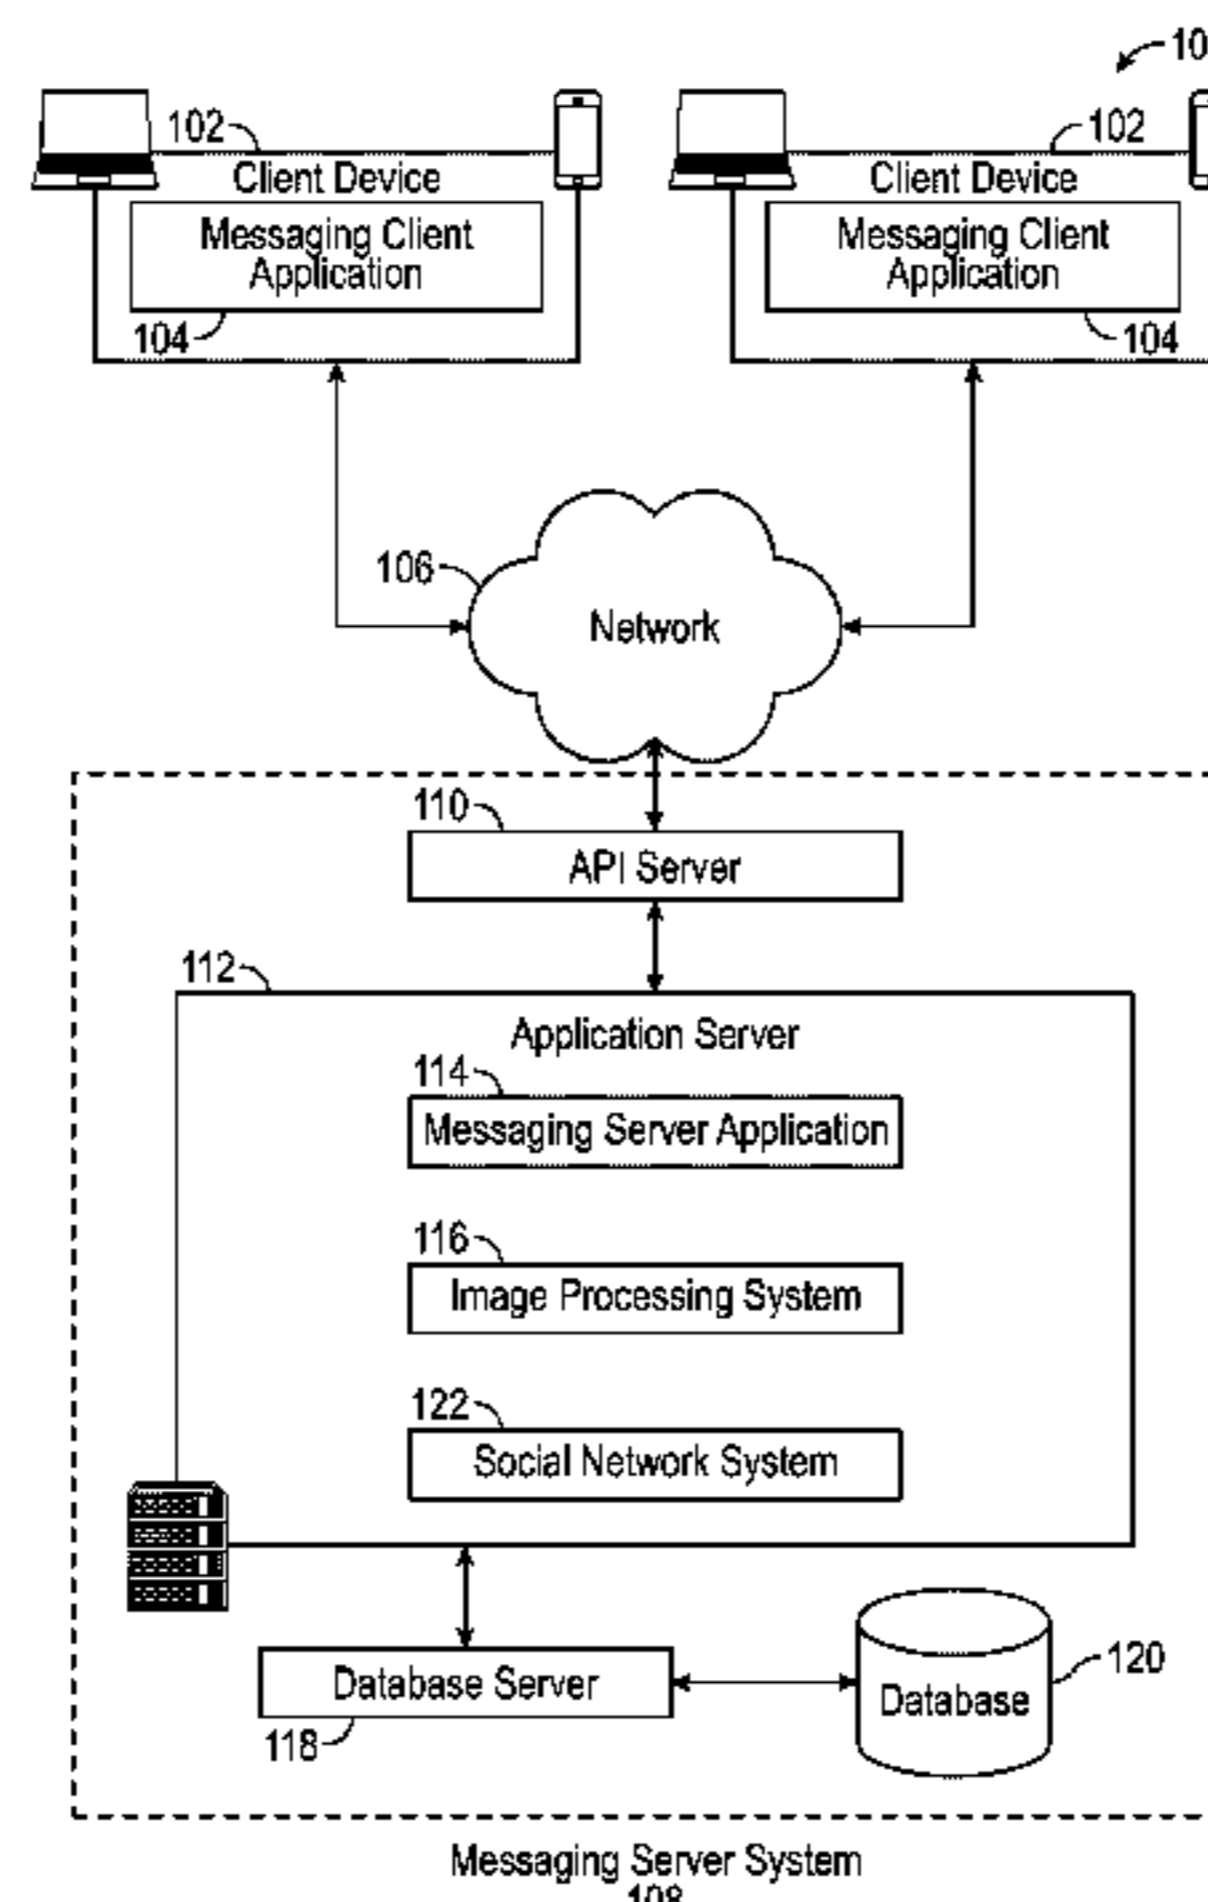 102
Client Device
Messaging Client
Application
104
102
Client Device
Messaging Client
Application
104
106
Network
110
API Server
112
Application Server
114
Messaging Server Application
116
Image Processing System
122
Social Network System
Database Server
118
Database
120
Messaging Server System
108